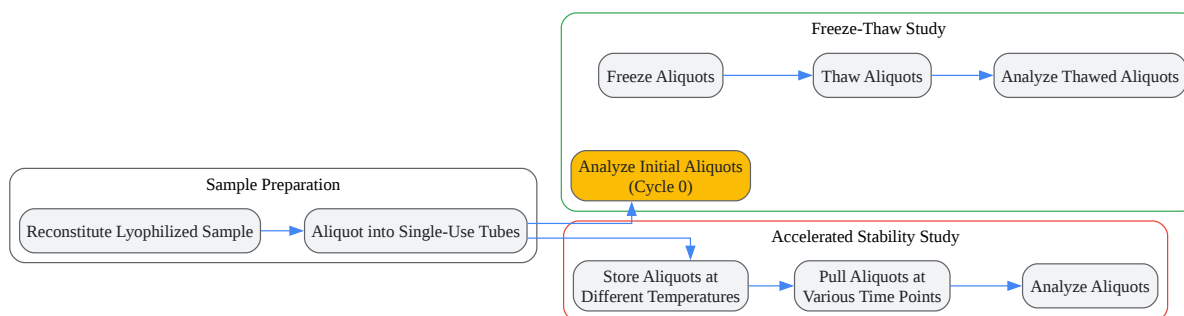 Freeze-Thaw Study
Freeze Aliquots
Thaw Aliquots
Analyze Thawed Aliquots
Analyze Initial Aliquots
(Cycle 0)
Sample Preparation
Reconstitute Lyophilized Sample
Aliquot into Single-Use Tubes
Accelerated Stability Study
Store Aliquots at
Different Temperatures
Pull Aliquots at
Various Time Points
Analyze Aliquots